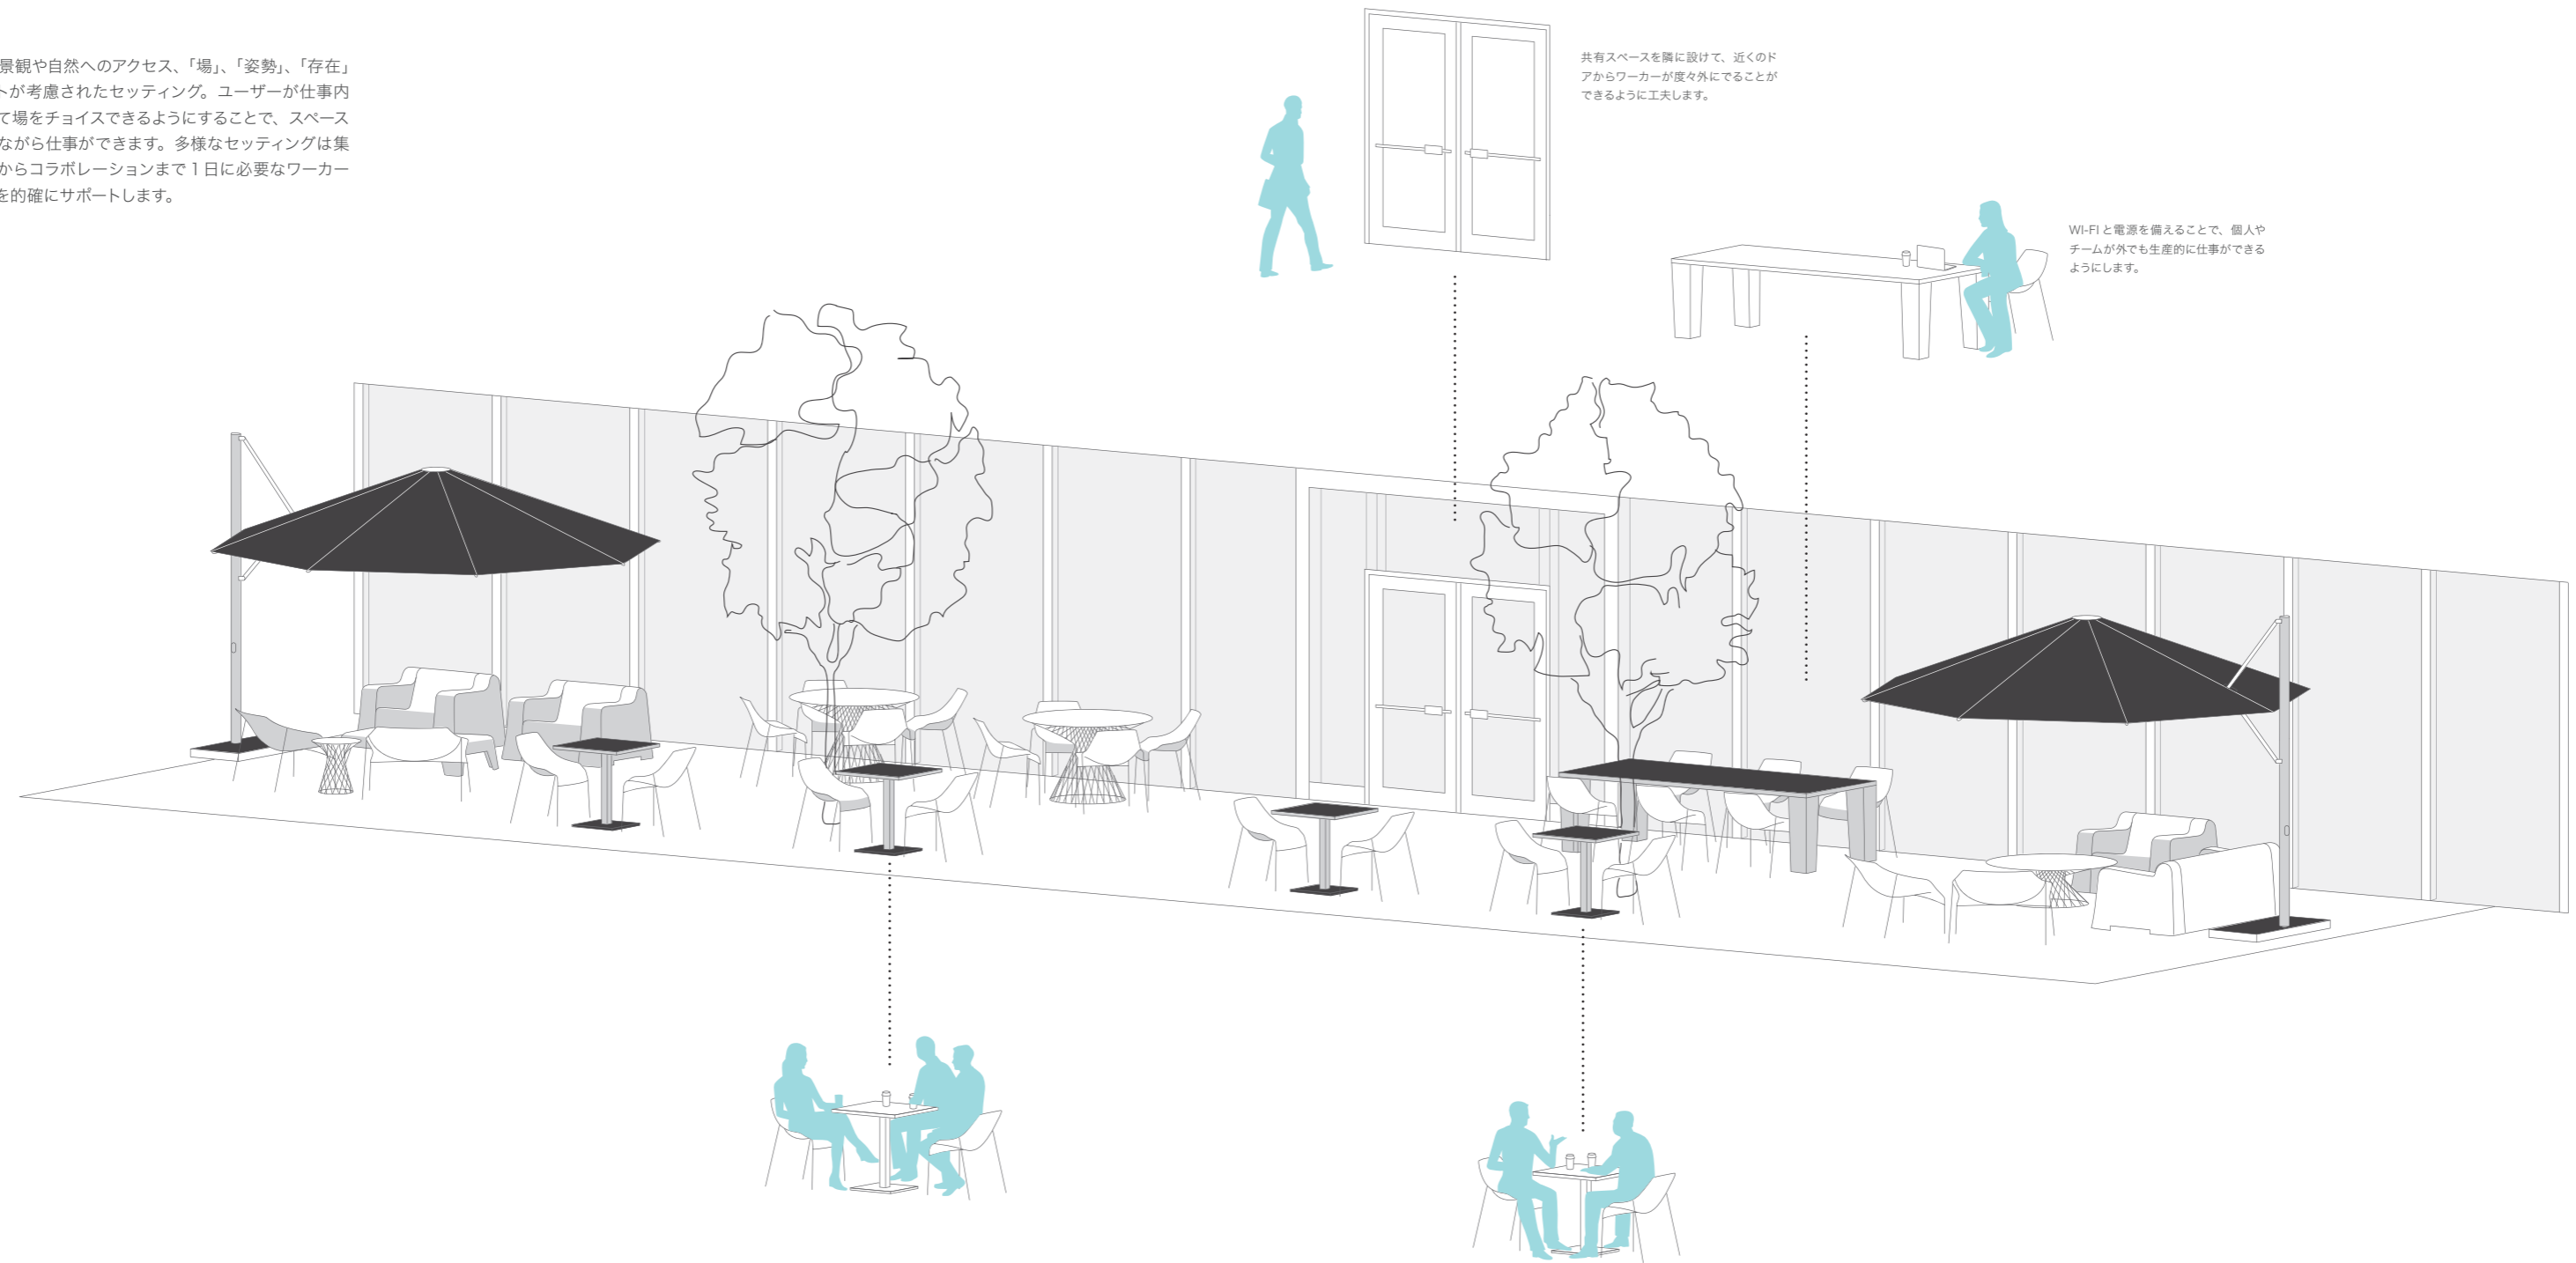 景観や自然へのアクセス、「場」、「姿勢」、「存在」
トが考慮されたセッティング。ユーザーが仕事内
て場をチョイスできるようにすることで、スペース
ながら仕事ができます。多様なセッティングは集
からコラボレーションまで1日に必要なワーカー
を的確にサポートします。
共有スペースを隣に設けて、近くのド
アからワーカーが度々外にでることが
できるように工夫します。
WI-FI と電源を備えることで、個人や
チームが外でも生産的に仕事ができる
ようにします。